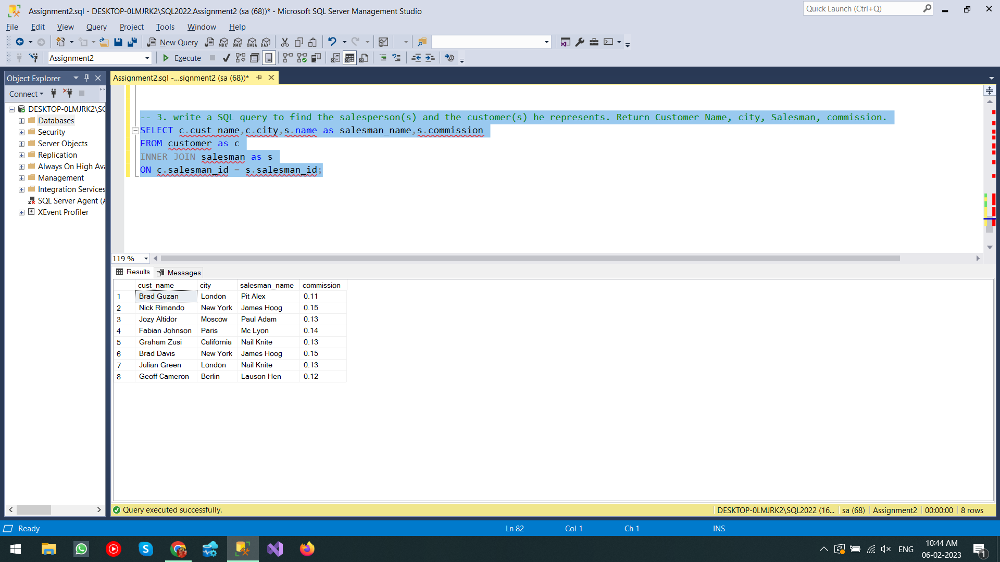 Assignment2.sql - DESKTOP-0LMJRK2\SQL2022.Assignment2 (sa (68))* - Microsoft SQL Server Management Studio
Quick Launch (Ctrl+Q)
File Edit View Query Project Tools Window Help
New Query MDX DMX XMLA DAX
Assignment2 Execute
Object Explorer
Assignment2.sql -...signment2 (sa (68))*
Connect
DESKTOP-0LMJRK2\SC
Databases
Security
Server Objects
Replication
Always On High Ava
Management
Integration Services
SQL Server Agent (A
XEvent Profiler
-- 3. write a SQL query to find the salesperson(s) and the customer(s) he represents. Return Customer Name, city, Salesman, commission.
SELECT c.cust_name,c.city,s.name as salesman_name,s.commission
FROM customer as c
INNER JOIN salesman as s
ON c.salesman_id = s.salesman_id;
119 %
Results Messages
cust_name city salesman_name commission
1 Brad Guzan London Pit Alex 0.11
2 Nick Rimando New York James Hoog 0.15
3 Jozy Altidor Moscow Paul Adam 0.13
4 Fabian Johnson Paris Mc Lyon 0.14
5 Graham Zusi California Nail Knite 0.13
6 Brad Davis New York James Hoog 0.15
7 Julian Green London Nail Knite 0.13
8 Geoff Cameron Berlin Lauson Hen 0.12
Query executed successfully.
DESKTOP-0LMJRK2\SQL2022 (16... sa (68) Assignment2 00:00:00 8 rows
Ready Ln 82 Col 1 Ch 1 INS
ENG
10:44 AM
06-02-2023
1